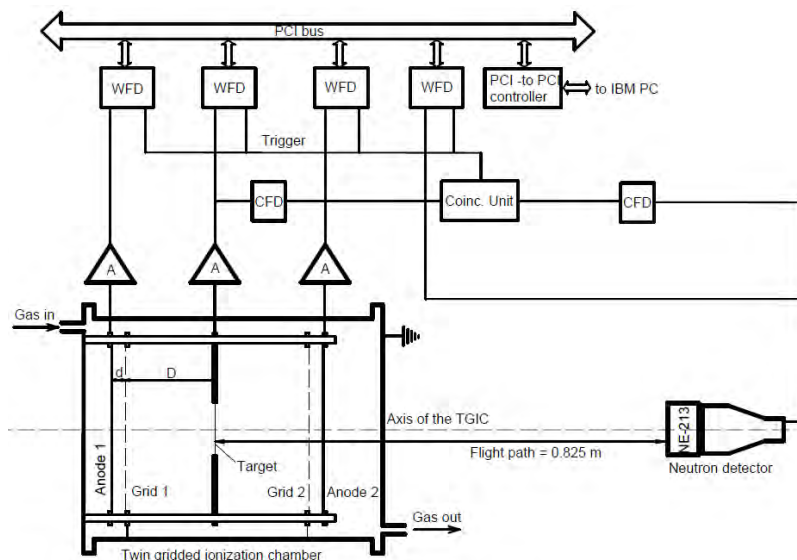 PCI bus
WFD
WFD
WFD
WFD
PCI -to PCI
controller
to IBM PC
Trigger
CFD
Coinc. Unit
CFD
A
A
A
Gas in
d
D
Axis of the TGIC
NE-213
Flight path = 0.825 m
Target
Neutron detector
Anode 1
Grid 1
Grid 2
Anode 2
Gas out
Twin gridded ionization chamber